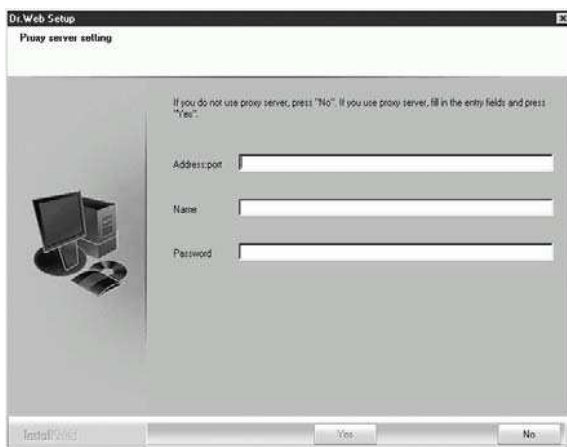 Dr.Web Setup
Proxy server setting
If you do not use proxy server, press "No". If you use proxy server, fill in the entry fields and press
"Yes".
Address:port
Name
Password
InstallShield
Yes
No